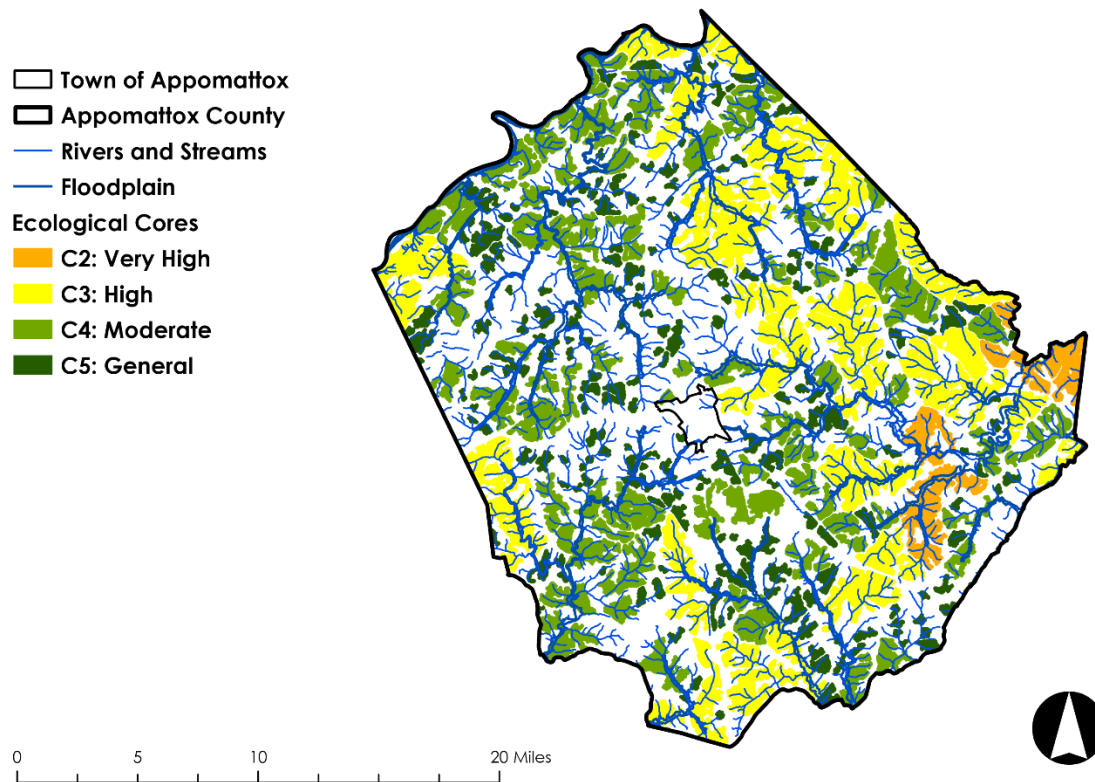 Town of Appomattox
Appomattox County
Rivers and Streams
Floodplain
Ecological Cores
C2: Very High
C3: High
C4: Moderate
C5: General
0 5 10 20 Miles